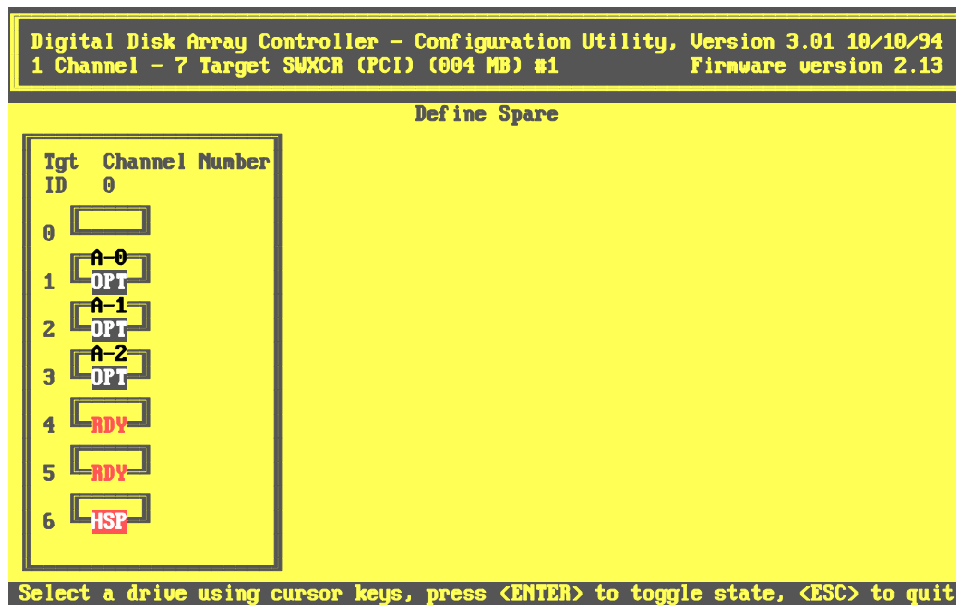 Digital Disk Array Controller - Configuration Utility, Version 3.01 10/10/94
1 Channel - 7 Target SWXCR (PCI) (004 MB) #1 Firmware version 2.13
Define Spare
Tgt Channel Number
ID 0
0
A-0
1 OPT
A-1
2 OPT
A-2
3 OPT
4 RDY
5 RDY
6 HSP
Select a drive using cursor keys, press <ENTER> to toggle state, <ESC> to quit